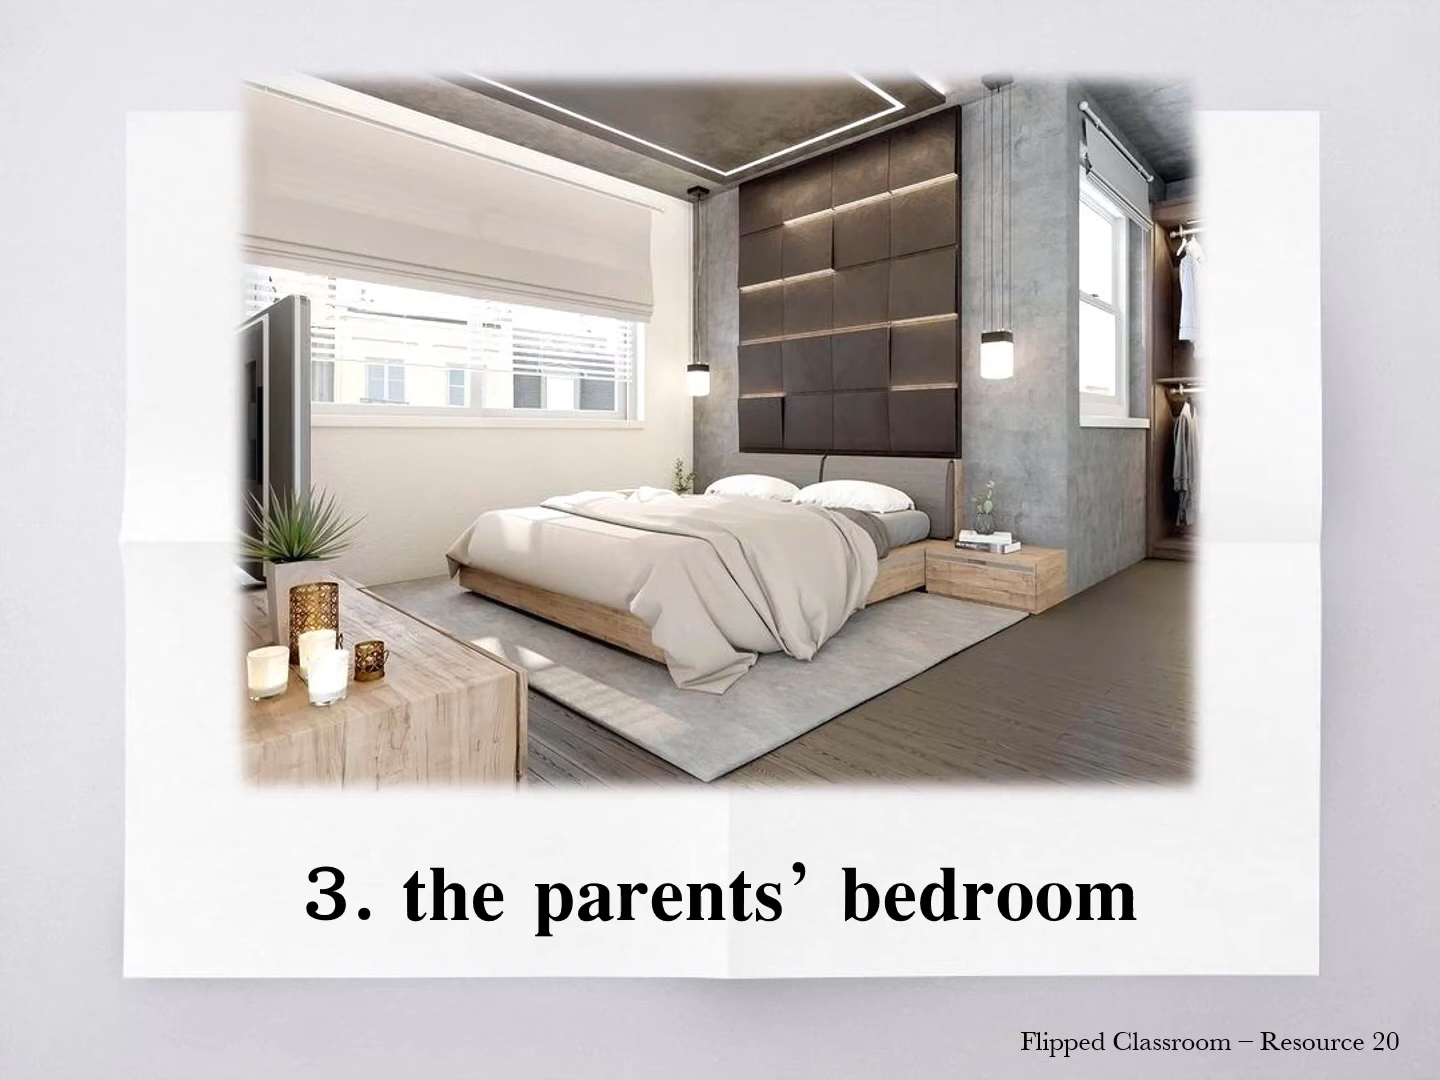 3. the parents’ bedroom
Flipped Classroom – Resource 20